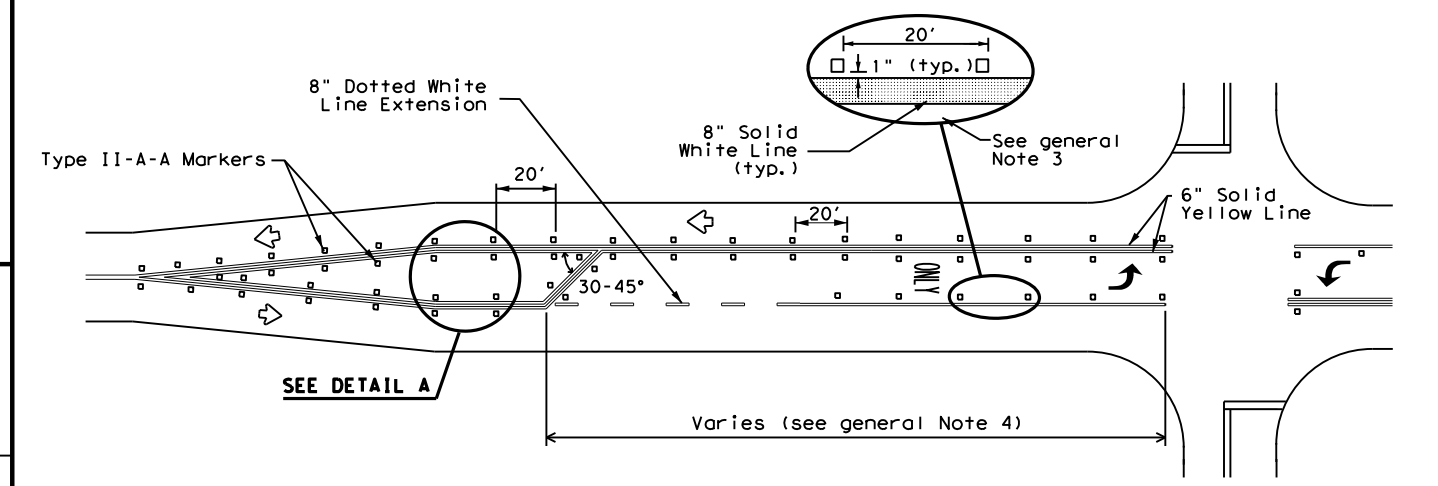 20'
1" (typ.)
8" Dotted White
Line Extension
8" Solid
White Line
(typ.)
See general
Note 3
Type II-A-A Markers
20'
6" Solid
Yellow Line
20'
30-45°
ONLY
SEE DETAIL A
Varies (see general Note 4)